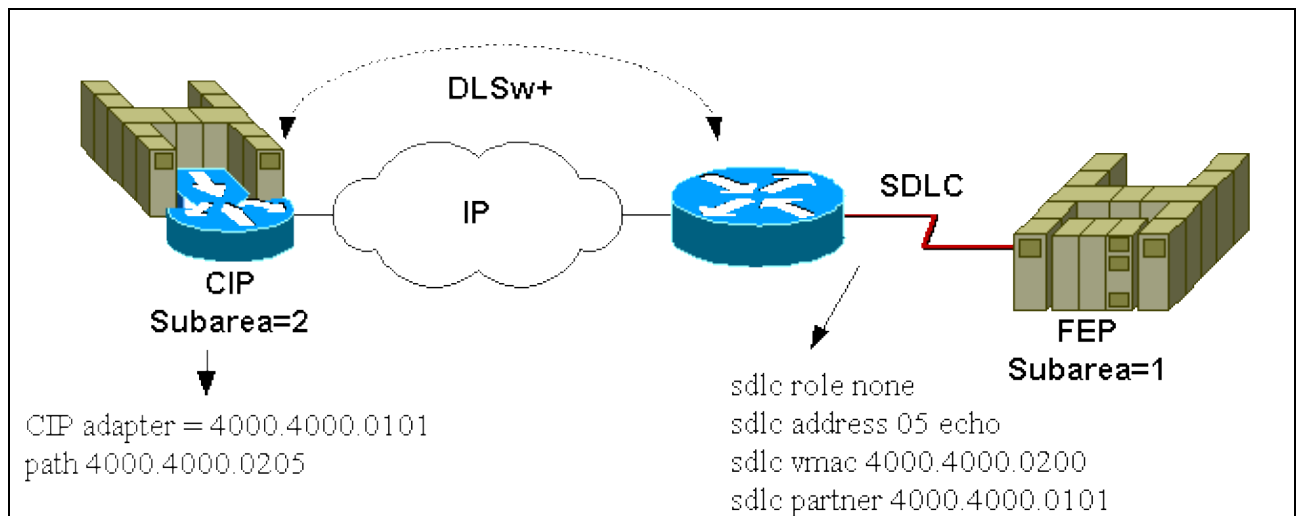 DLSw+
IP
SDLC
CIP
Subarea=2
FEP
Subarea=1
CIP adapter = 4000.4000.0101
path 4000.4000.0205
sdlc role none
sdlc address 05 echo
sdlc vmac 4000.4000.0200
sdlc partner 4000.4000.0101